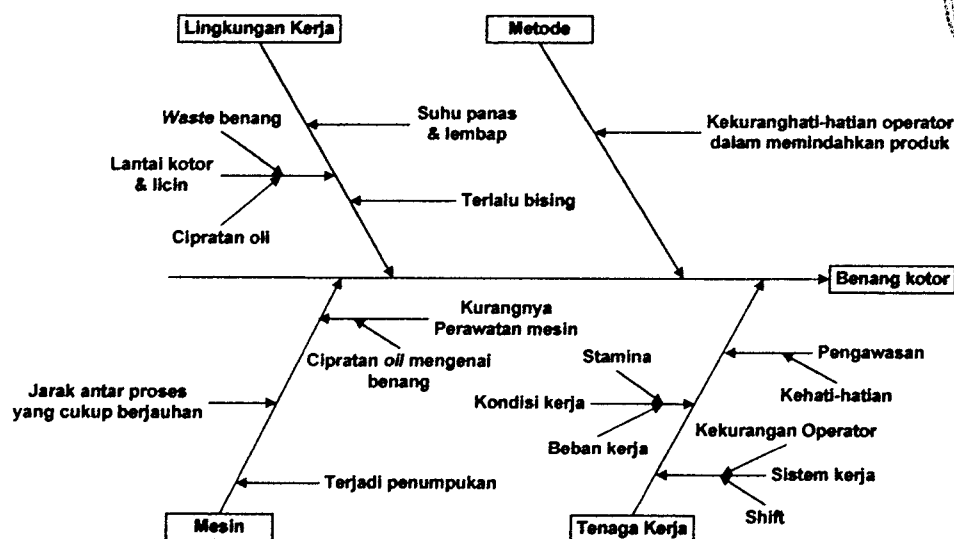 Lingkungan Kerja
Metode
Waste benang
Suhu panas
& lembap
Kekuranghati-hatian operator
dalam memindahkan produk
Lantai kotor
& licin
Terlalu bising
Cipratan oli
Benang kotor
Kurangnya
Perawatan mesin
Cipratan oil mengenai
benang
Stamina
Pengawasan
Jarak antar proses
yang cukup berjauhan
Kondisi kerja
Kehati-hatian
Beban kerja
Kekurangan Operator
Terjadi penumpukan
Sistem kerja
Shift
Mesin
Tenaga Kerja